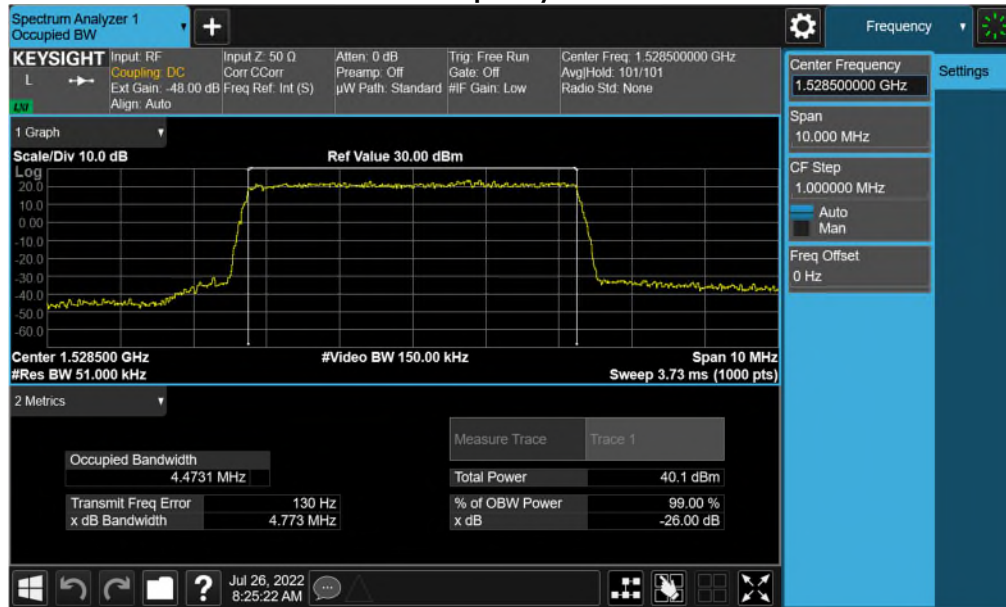 Spectrum Analyzer 1
Occupied BW
Frequency
KEYSIGHT
L
LXI
Input: RF
Coupling: DC
Ext Gain: -48.00 dB
Align: Auto
Input Z: 50 Ω
Corr CCorr
Freq Ref: Int (S)
Atten: 0 dB
Preamp: Off
µW Path: Standard
Trig: Free Run
Gate: Off
#IF Gain: Low
Center Freq: 1.528500000 GHz
Avg|Hold: 101/101
Radio Std: None
Center Frequency
1.528500000 GHz
Settings
Span
10.000 MHz
CF Step
1.000000 MHz
Auto
Man
Freq Offset
0 Hz
1 Graph
Scale/Div 10.0 dB
Ref Value 30.00 dBm
Log
20.0
10.0
0.00
-10.0
-20.0
-30.0
-40.0
-50.0
-60.0
Center 1.528500 GHz
#Video BW 150.00 kHz
Span 10 MHz
#Res BW 51.000 kHz
Sweep 3.73 ms (1000 pts)
2 Metrics
Measure Trace
Trace 1
Occupied Bandwidth
4.4731 MHz
Total Power
40.1 dBm
Transmit Freq Error
130 Hz
% of OBW Power
99.00 %
x dB Bandwidth
4.773 MHz
x dB
-26.00 dB
?
Jul 26, 2022
8:25:22 AM